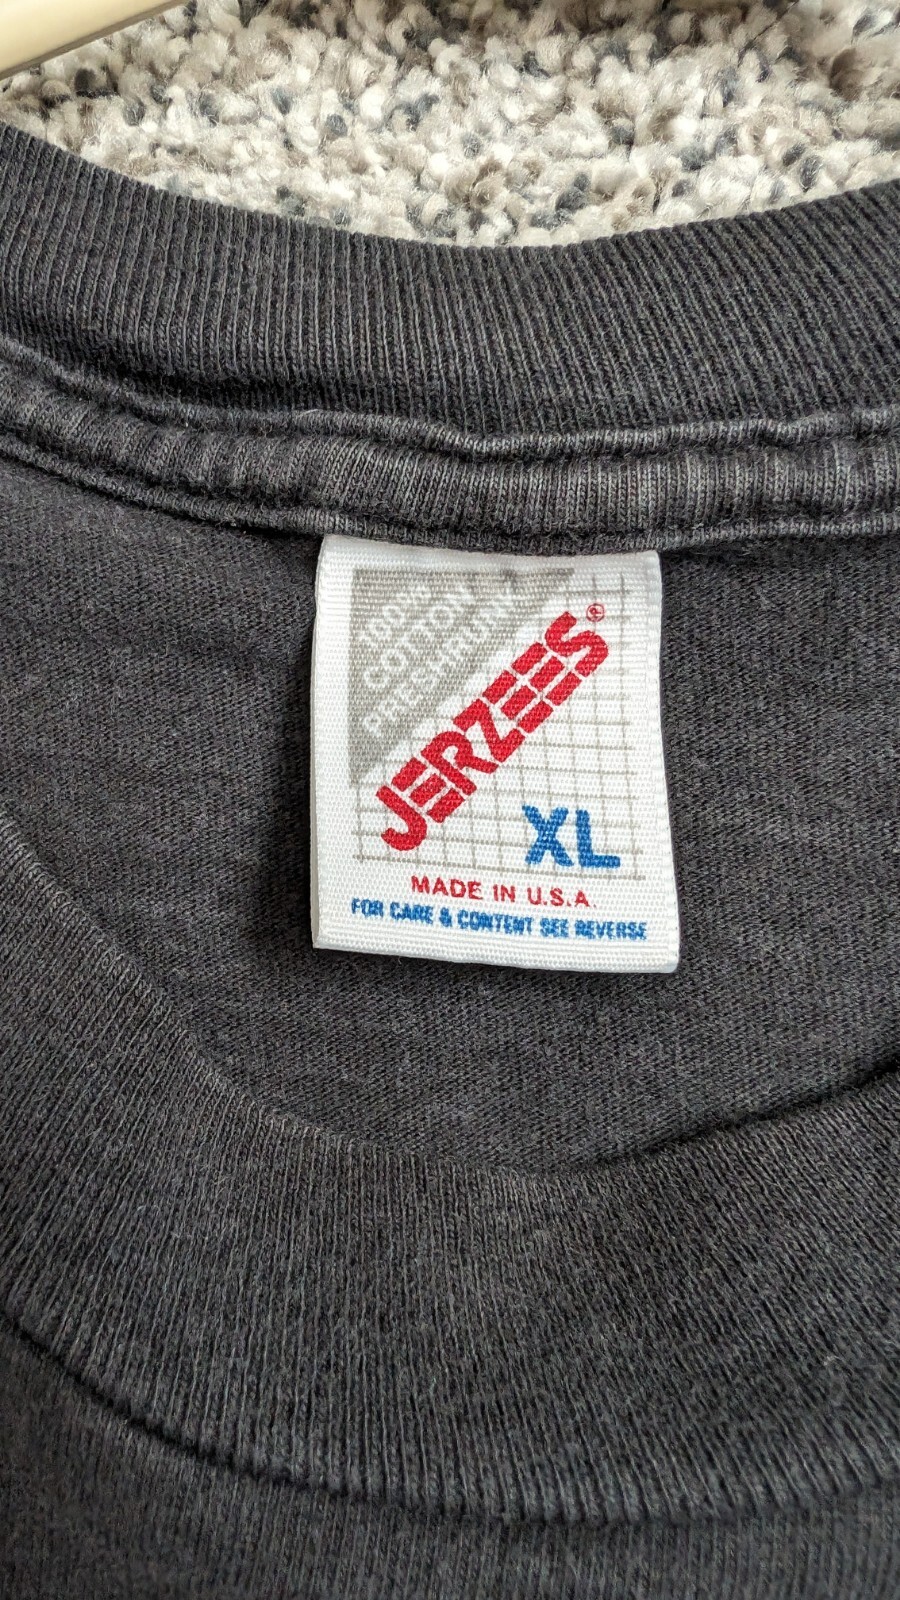 100%
COTTON
PRESHRUNK
JERZEES®
XL
MADE IN U.S.A.
FOR CARE & CONTENT SEE REVERSE